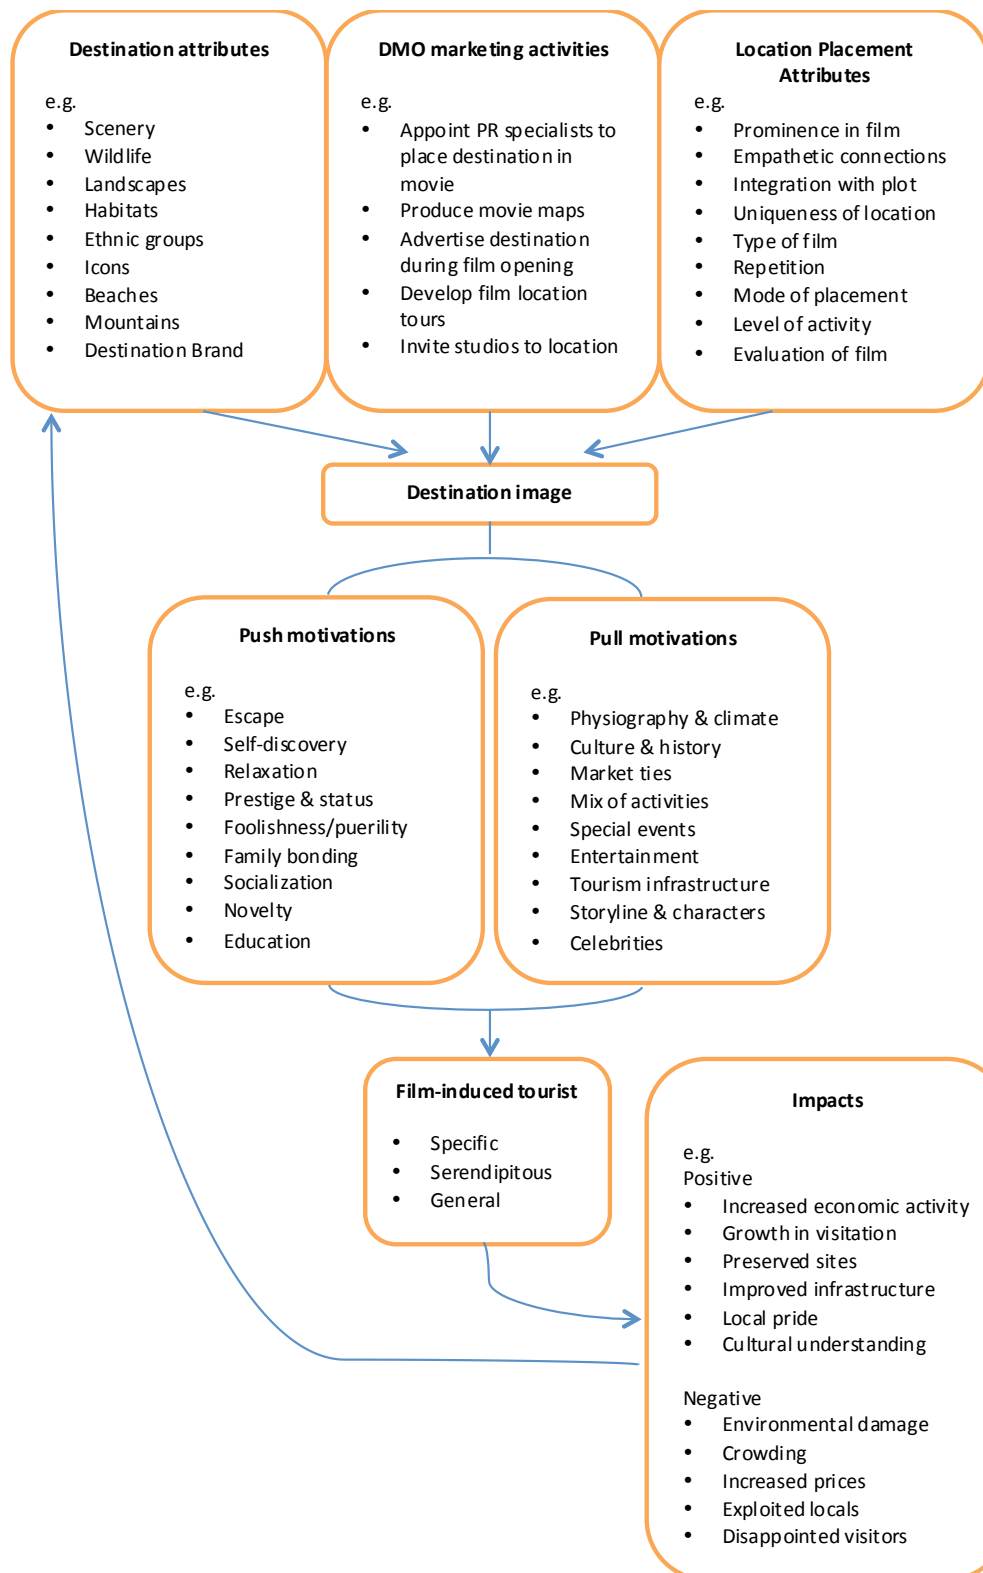 Destination attributes
e.g.
• Scenery
• Wildlife
• Landscapes
• Habitats
• Ethnic groups
• Icons
• Beaches
• Mountains
• Destination Brand
DMO marketing activities
e.g.
• Appoint PR specialists to
place destination in
movie
• Produce movie maps
• Advertise destination
during film opening
• Develop film location
tours
• Invite studios to location
Location Placement
Attributes
e.g.
• Prominence in film
• Empathetic connections
• Integration with plot
• Uniqueness of location
• Type of film
• Repetition
• Mode of placement
• Level of activity
• Evaluation of film
Destination image
Push motivations
e.g.
• Escape
• Self-discovery
• Relaxation
• Prestige & status
• Foolishness/puerility
• Family bonding
• Socialization
• Novelty
• Education
Pull motivations
e.g.
• Physiography & climate
• Culture & history
• Market ties
• Mix of activities
• Special events
• Entertainment
• Tourism infrastructure
• Storyline & characters
• Celebrities
Film-induced tourist
• Specific
• Serendipitous
• General
Impacts
e.g.
Positive
• Increased economic activity
• Growth in visitation
• Preserved sites
• Improved infrastructure
• Local pride
• Cultural understanding
Negative
• Environmental damage
• Crowding
• Increased prices
• Exploited locals
• Disappointed visitors